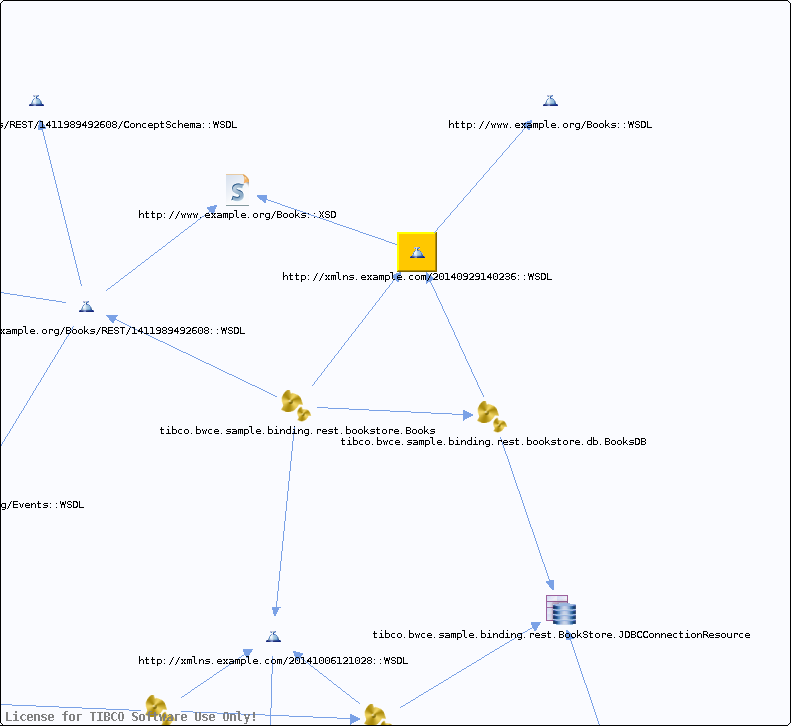 s/REST/1411989492608/ConceptSchema::WSDL
http://www.example.org/Books::WSDL
http://www.example.org/Books::XSD
http://xmlns.example.com/20140929140236::WSDL
xample.org/Books/REST/1411989492608::WSDL
tibco.bwce.sample.binding.rest.bookstore.Books
tibco.bwce.sample.binding.rest.bookstore.db.BooksDB
g/Events::WSDL
tibco.bwce.sample.binding.rest.BookStore.JDBCConnectionResource
http://xmlns.example.com/20141006121028::WSDL
License for TIBCO Software Use Only!